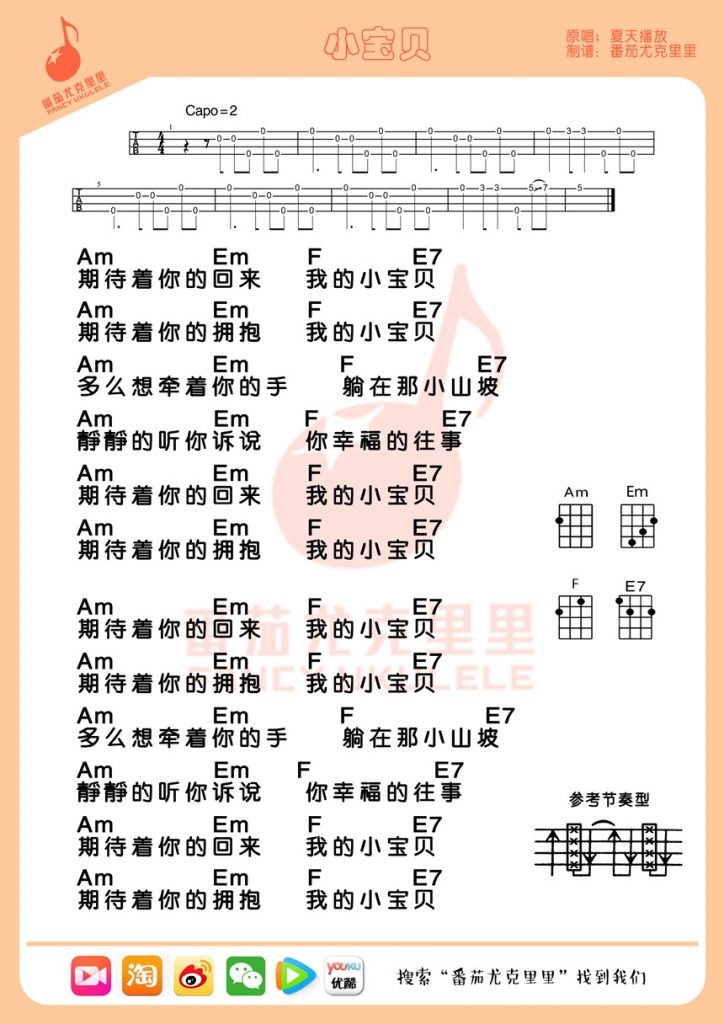 小宝贝
原唱：夏天播放
制谱：番茄尤克里里
番茄尤克里里
FANCYUKULELE
Capo=2
Am Em F E7
期待着你的回来 我的小宝贝
Am Em F E7
期待着你的拥抱 我的小宝贝
Am Em F E7
多么想牵着你的手 躺在那小山坡
Am Em F E7
靜靜的听你诉说 你幸福的往事
Am Em F E7
期待着你的回来 我的小宝贝
Am Em F E7
期待着你的拥抱 我的小宝贝
Am Em
F E7
Am Em F E7
期待着你的回来 我的小宝贝
Am Em F E7
期待着你的拥抱 我的小宝贝
Am Em F E7
多么想牵着你的手 躺在那小山坡
Am Em F E7
靜靜的听你诉说 你幸福的往事
Am Em F E7
期待着你的回来 我的小宝贝
Am Em F E7
期待着你的拥抱 我的小宝贝
番茄尤克里里
FANCYUKULELE
参考节奏型
淘
YOUKU
优酷
搜索“番茄尤克里里”找到我们